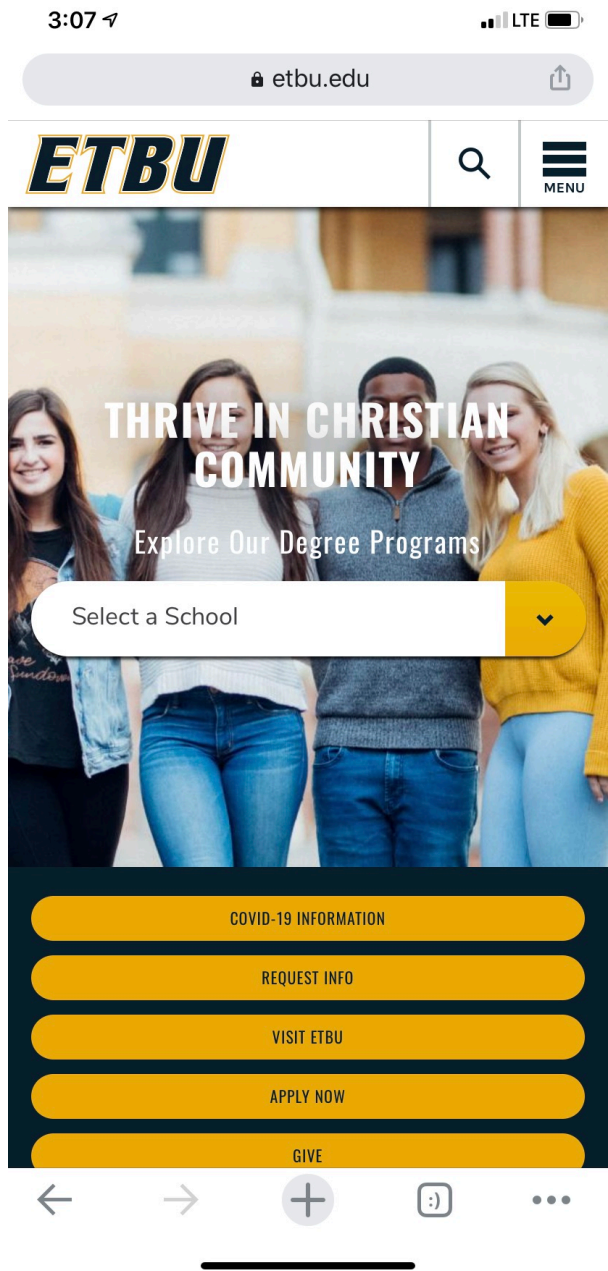 3:07
LTE
etbu.edu
ETBU
MENU
THRIVE IN CHRISTIAN
COMMUNITY
Explore Our Degree Programs
Select a School
Sundown
COVID-19 INFORMATION
REQUEST INFO
VISIT ETBU
APPLY NOW
GIVE
:)